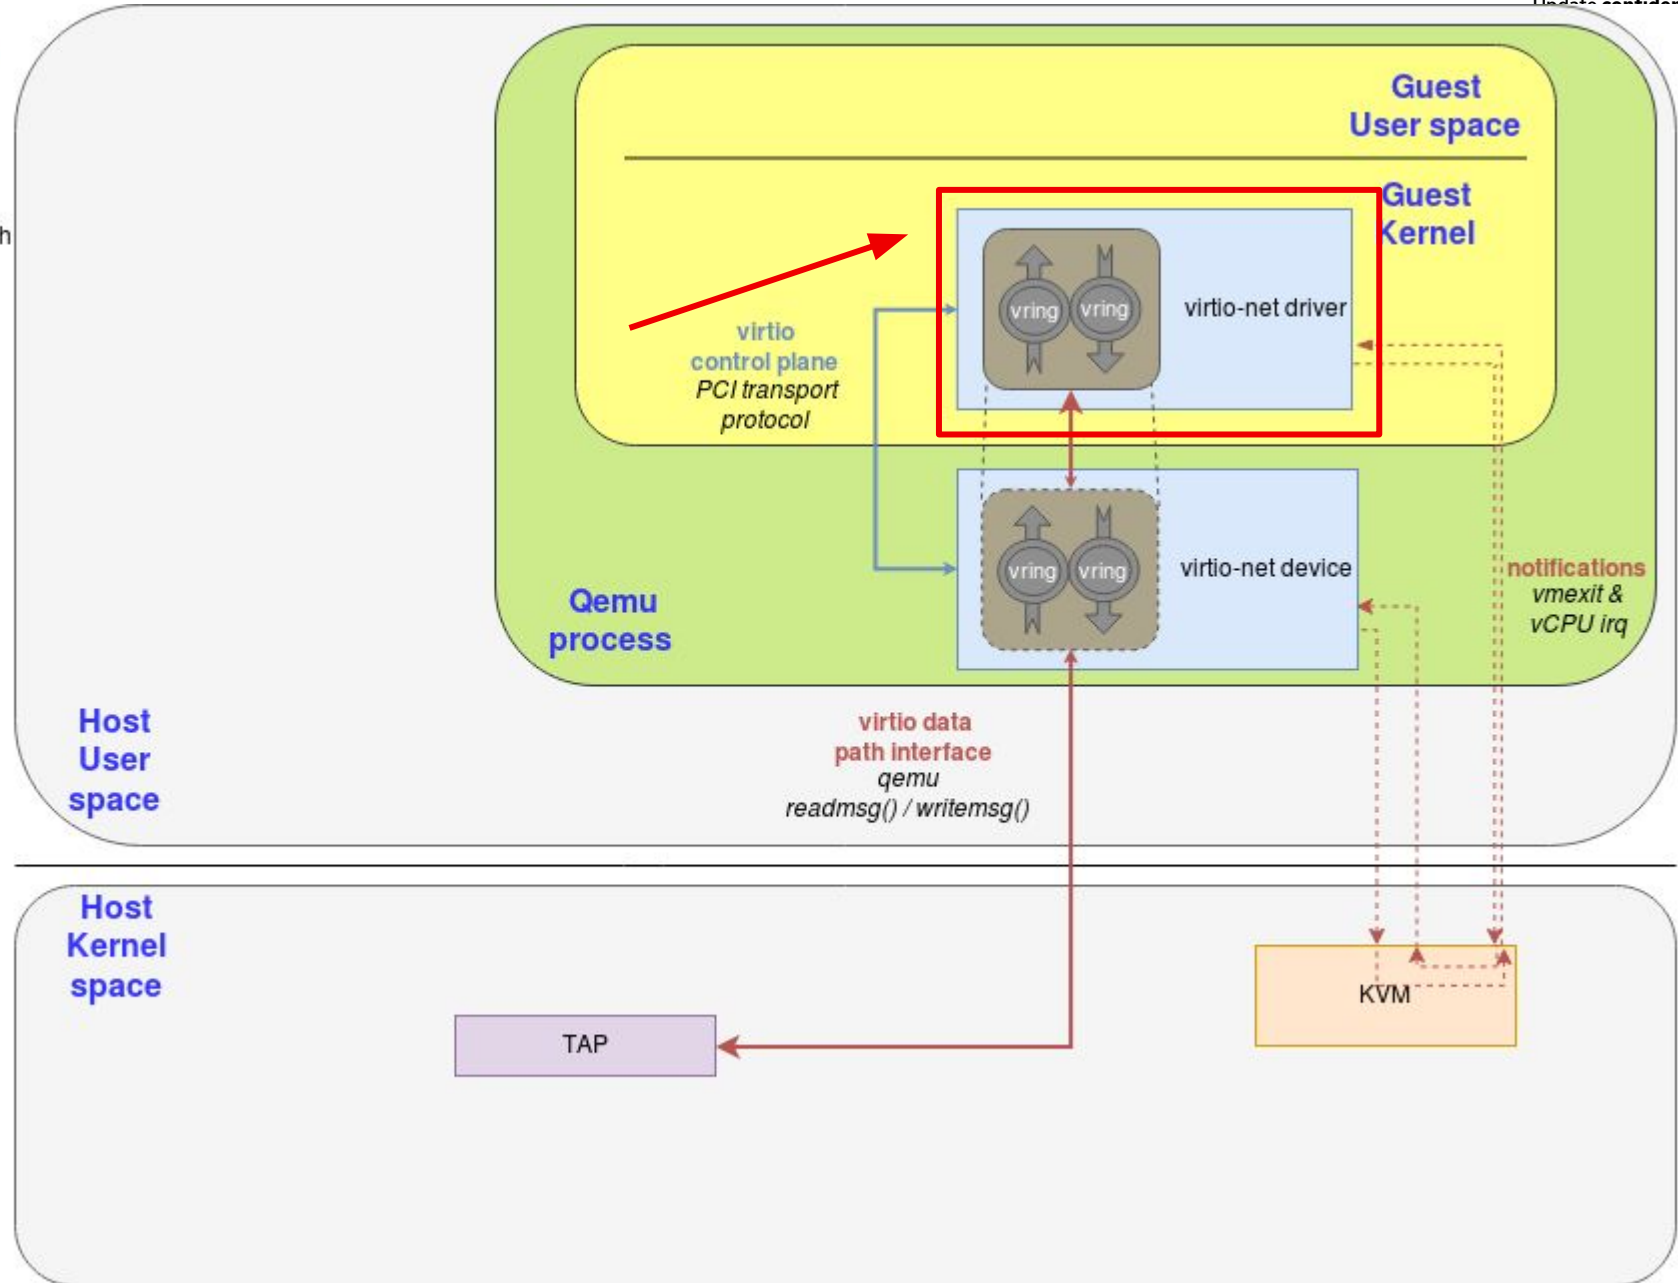 Guest
User space
Guest
Kernel
h
vring
vring
virtio-net driver
virtio
control plane
PCI transport
protocol
vring
vring
virtio-net device
notifications
vmexit &
vCPU irq
Qemu
process
Host
User
space
virtio data
path interface
qemu
readmsg() / writemsg()
Host
Kernel
space
KVM
TAP